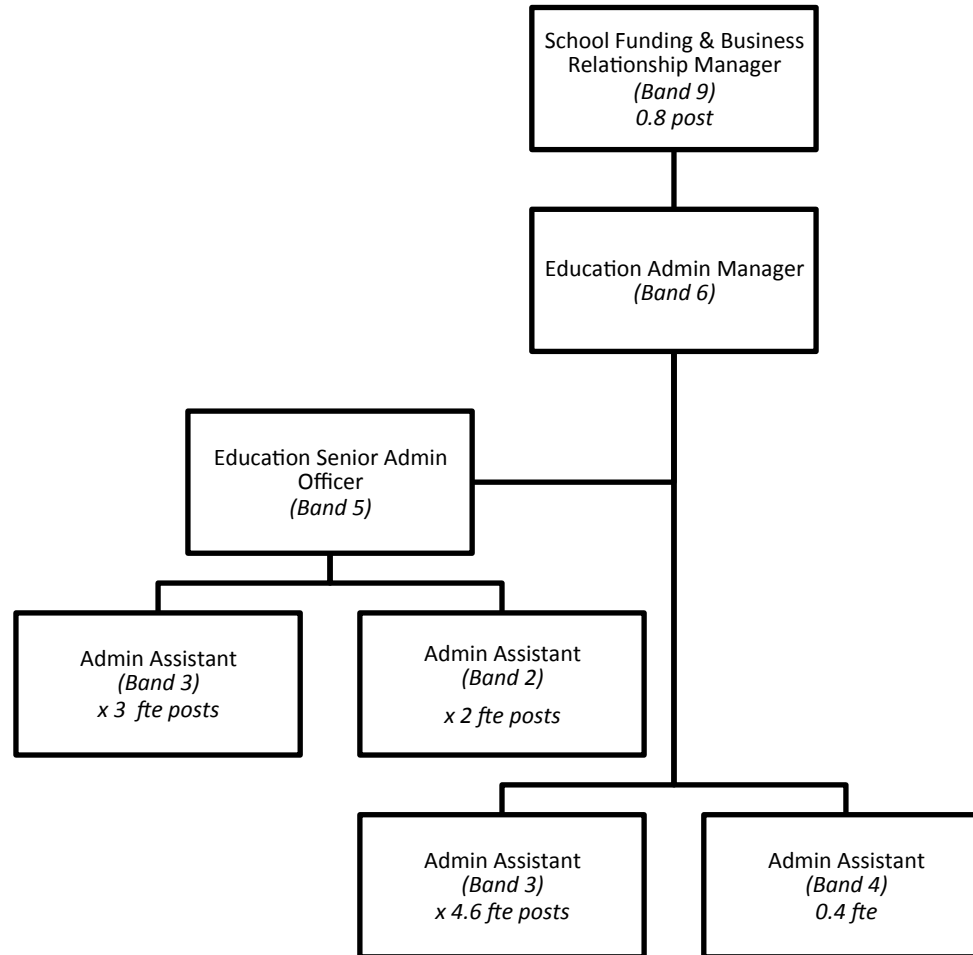 School Funding & Business
Relationship Manager
(Band 9)
0.8 post
Education Admin Manager
(Band 6)
Education Senior Admin
Officer
(Band 5)
Admin Assistant
(Band 3)
x 3 fte posts
Admin Assistant
(Band 2)
x 2 fte posts
Admin Assistant
(Band 3)
x 4.6 fte posts
Admin Assistant
(Band 4)
0.4 fte